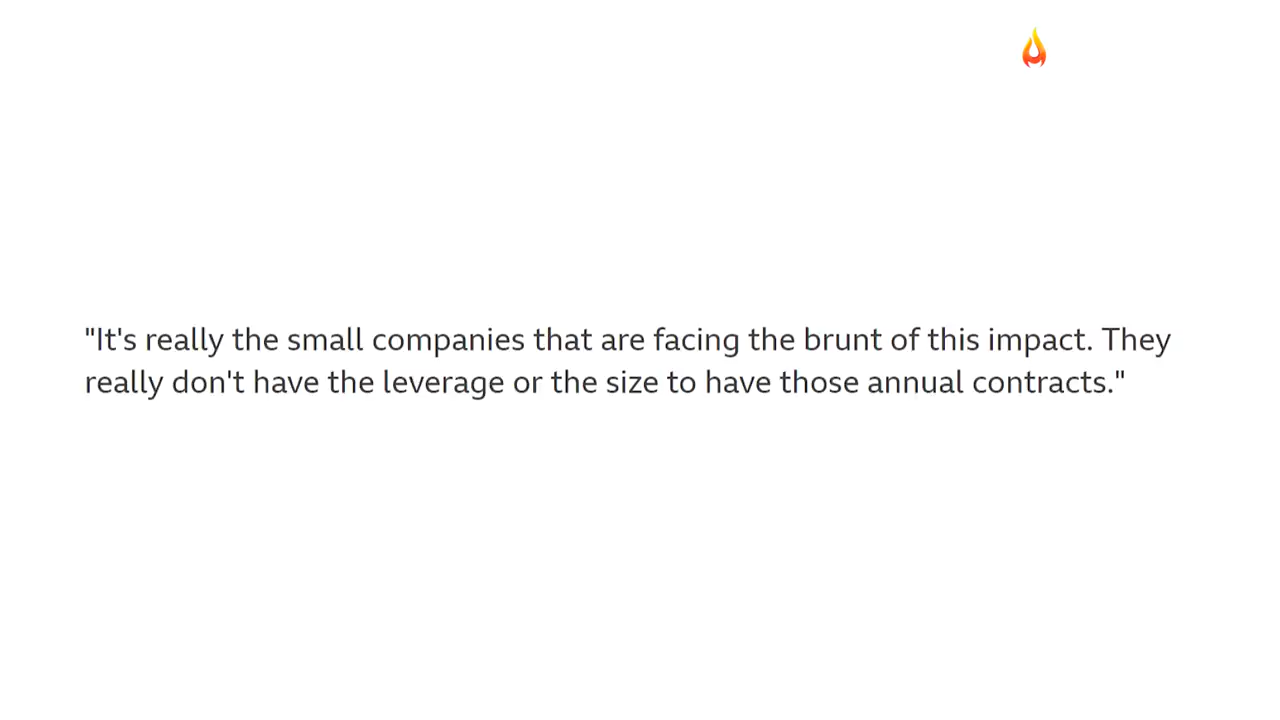 "It's really the small companies that are facing the brunt of this impact. They
really don't have the leverage or the size to have those annual contracts."